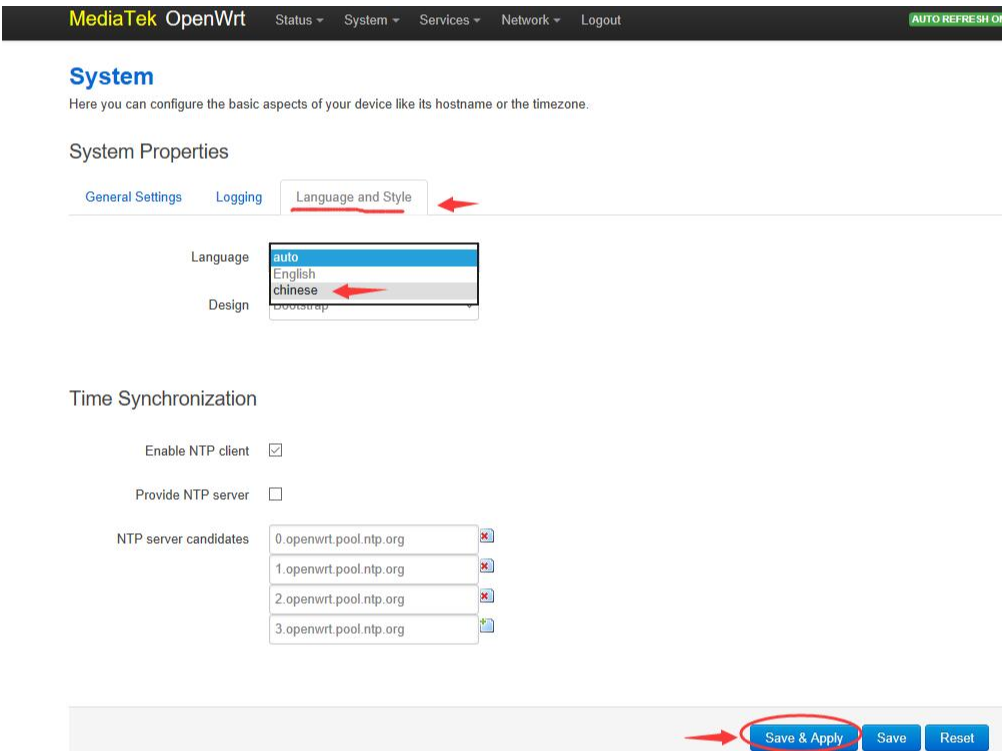 MediaTek OpenWrt Status System Services Network Logout AUTO REFRESH ON
System
Here you can configure the basic aspects of your device like its hostname or the timezone.
System Properties
General Settings Logging Language and Style
Language auto
English
chinese
Design Bootstrap
Time Synchronization
Enable NTP client
Provide NTP server
NTP server candidates 0.openwrt.pool.ntp.org
1.openwrt.pool.ntp.org
2.openwrt.pool.ntp.org
3.openwrt.pool.ntp.org
Save & Apply Save Reset